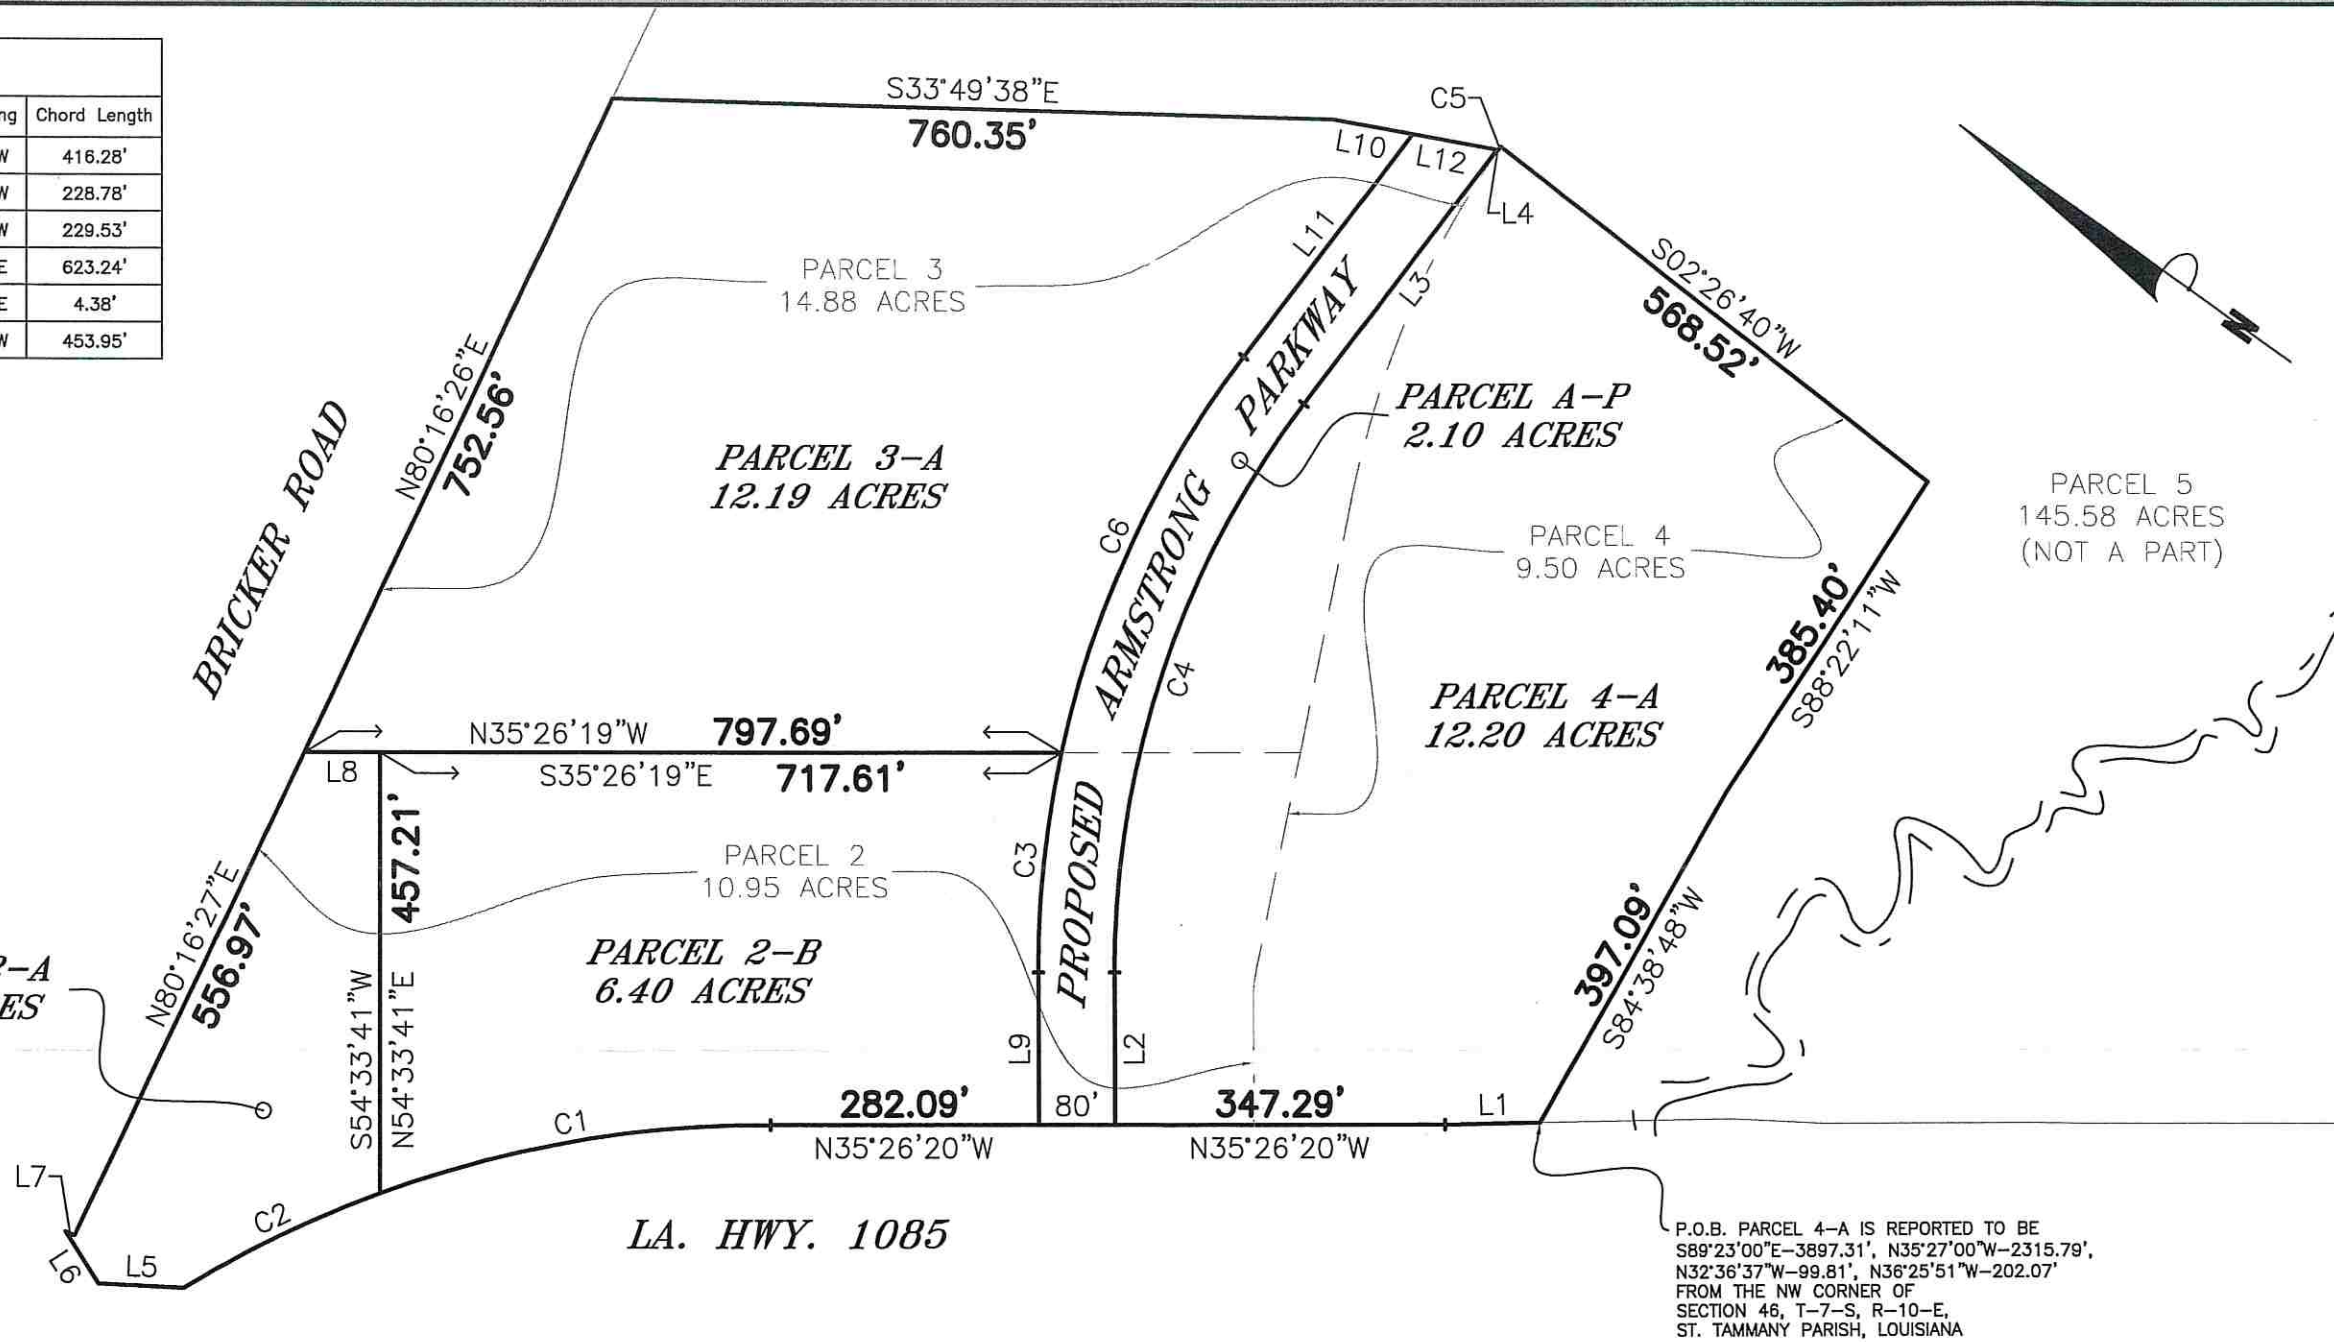 ng Chord Length
W 416.28'
W 228.78'
W 229.53'
E 623.24'
E 4.38'
W 453.95'
S33°49'38"E
760.35'
C5
L10
L12
L4
L11
L3
S02°26'40"W
568.52'
N
PARCEL 3
14.88 ACRES
N80°16'26"E
752.56'
BRICKER ROAD
PARCEL 3-A
12.19 ACRES
PROPOSED ARMSTRONG PARKWAY
PARCEL A-P
2.10 ACRES
C6
C4
PARCEL 4
9.50 ACRES
PARCEL 5
145.58 ACRES
(NOT A PART)
385.40'
S88°22'11"W
PARCEL 4-A
12.20 ACRES
N35°26'19"W 797.69'
L8
S35°26'19"E 717.61'
457.21'
S54°33'41"W
N54°33'41"E
C3
PARCEL 2
10.95 ACRES
N80°16'27"E
556.97'
PARCEL 2-B
6.40 ACRES
-A
ES
397.09'
S84°38'48"W
L9
L2
C1
282.09'
80'
347.29'
L1
N35°26'20"W
N35°26'20"W
L7
C2
L6
L5
LA. HWY. 1085
P.O.B. PARCEL 4-A IS REPORTED TO BE
S89°23'00"E-3897.31', N35°27'00"W-2315.79',
N32°36'37"W-99.81', N36°25'51"W-202.07'
FROM THE NW CORNER OF
SECTION 46, T-7-S, R-10-E,
ST. TAMMANY PARISH, LOUISIANA